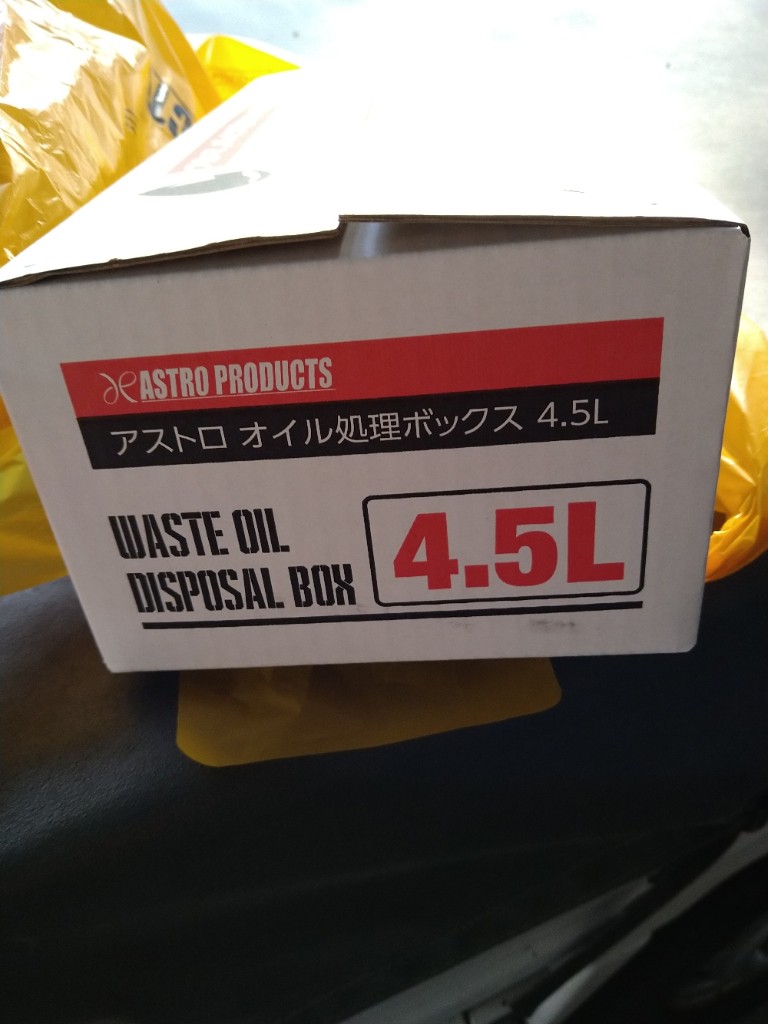 ASTRO PRODUCTS
アストロ オイル処理ボックス 4.5L
WASTE OIL
DISPOSAL BOX
4.5L